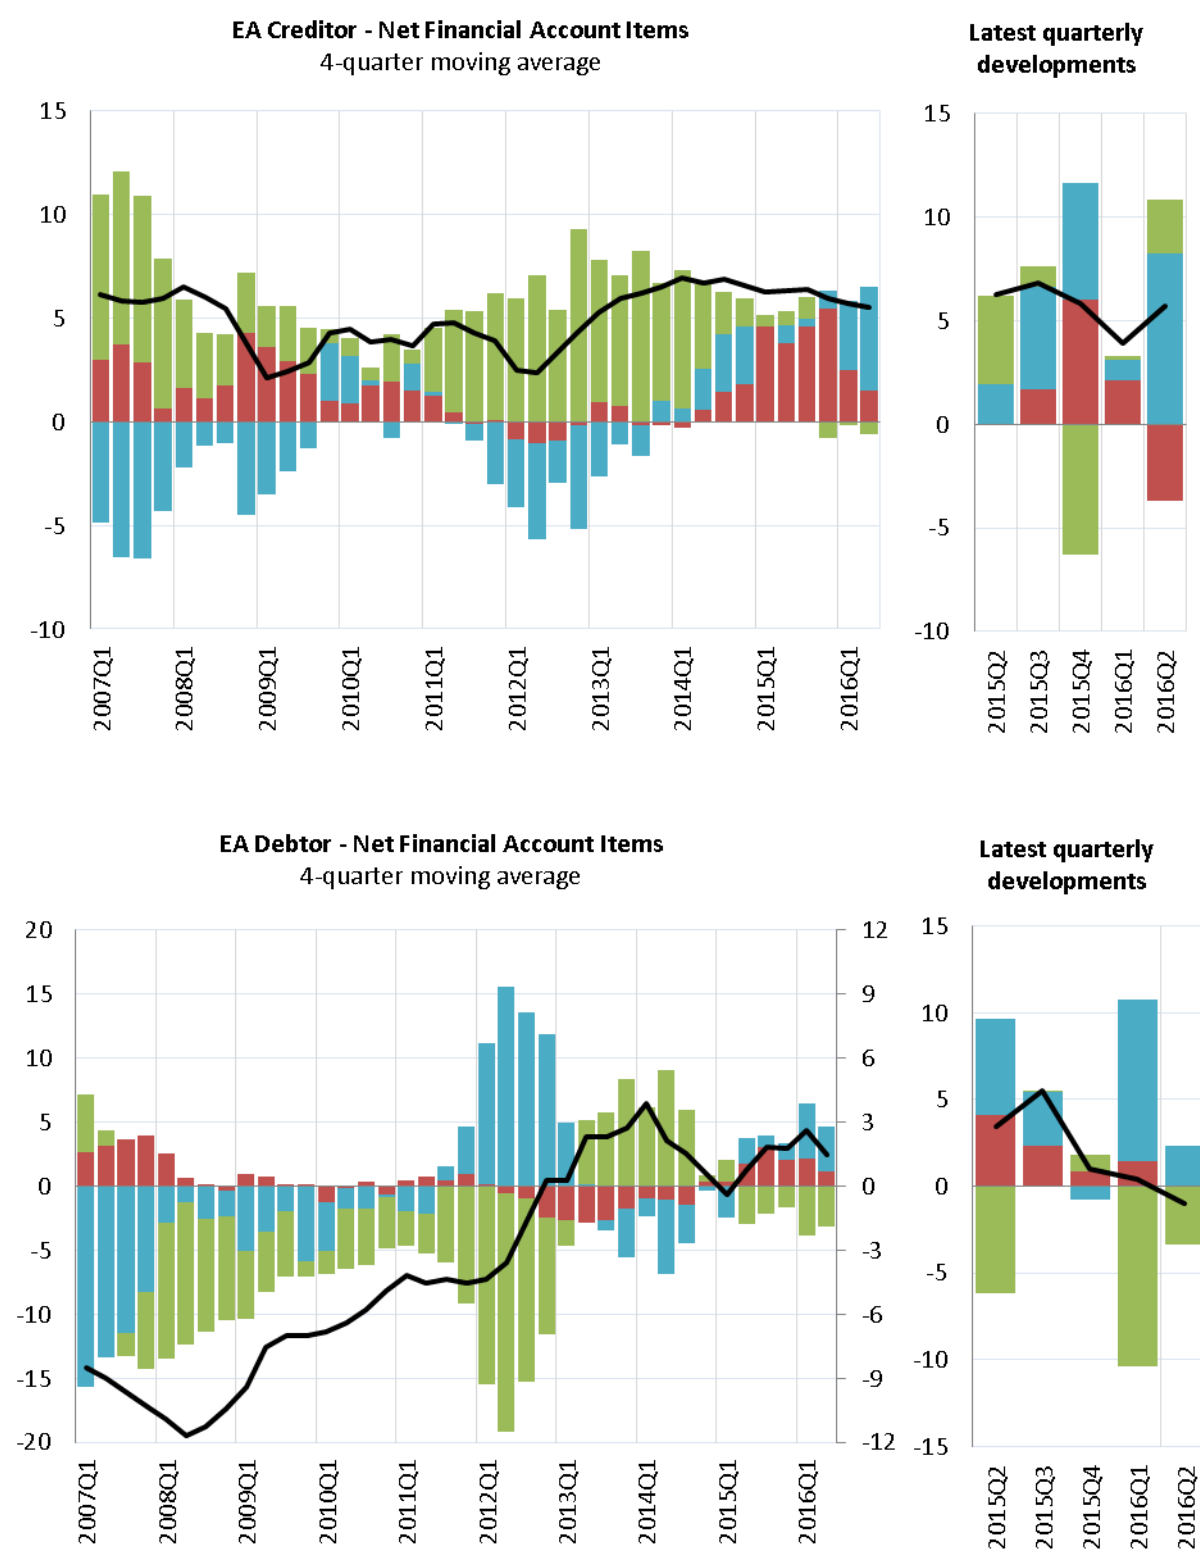 EA Creditor - Net Financial Account Items
4-quarter moving average
Latest quarterly
developments
15
10
5
0
-5
-10
2007Q1
2008Q1
2009Q1
2010Q1
2011Q1
2012Q1
2013Q1
2014Q1
2015Q1
2016Q1
15
10
5
0
-5
-10
2015Q2
2015Q3
2015Q4
2016Q1
2016Q2
EA Debtor - Net Financial Account Items
4-quarter moving average
Latest quarterly
developments
20
15
10
5
0
-5
-10
-15
-20
12
9
6
3
0
-3
-6
-9
-12
2007Q1
2008Q1
2009Q1
2010Q1
2011Q1
2012Q1
2013Q1
2014Q1
2015Q1
2016Q1
15
10
5
0
-5
-10
-15
2015Q2
2015Q3
2015Q4
2016Q1
2016Q2